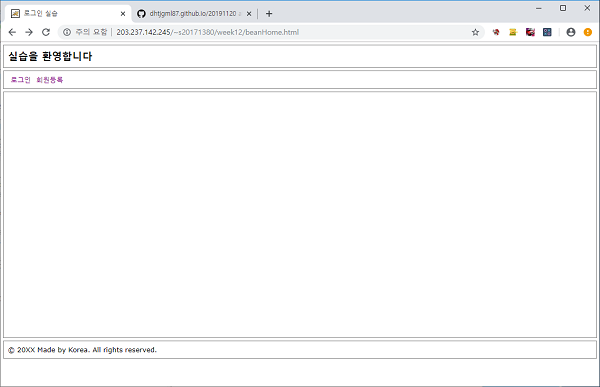 로그인 실습
dhtjgml87.github.io/20191120
주의 요함 | 203.237.142.245/~s20171380/week12/beanHome.html
실습을 환영합니다
로그인 회원등록
© 20XX Made by Korea. All rights reserved.